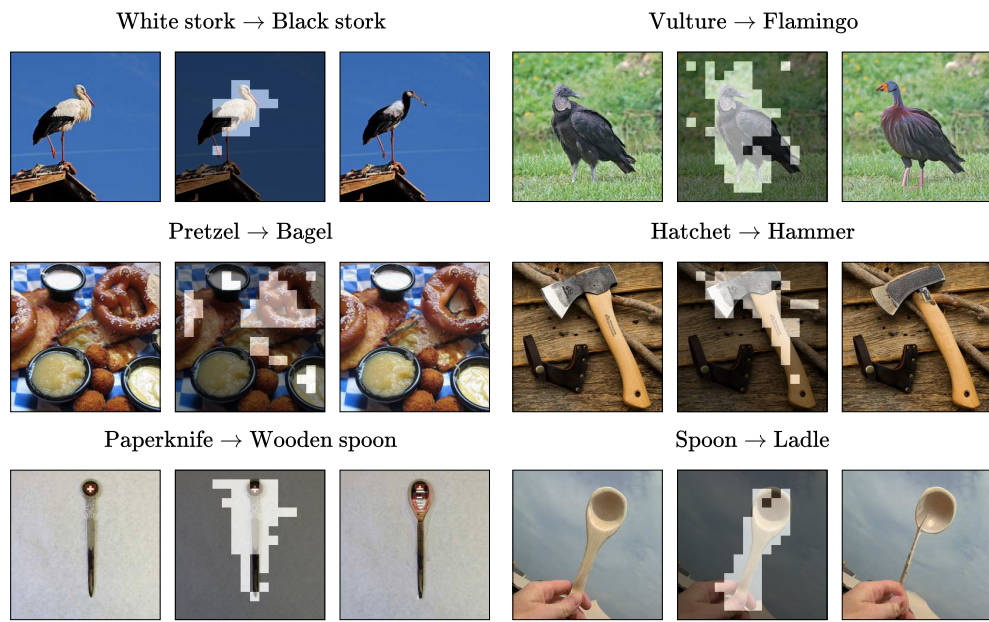 White stork → Black stork
Vulture → Flamingo
Pretzel → Bagel
Hatchet → Hammer
Paperknife → Wooden spoon
Spoon → Ladle